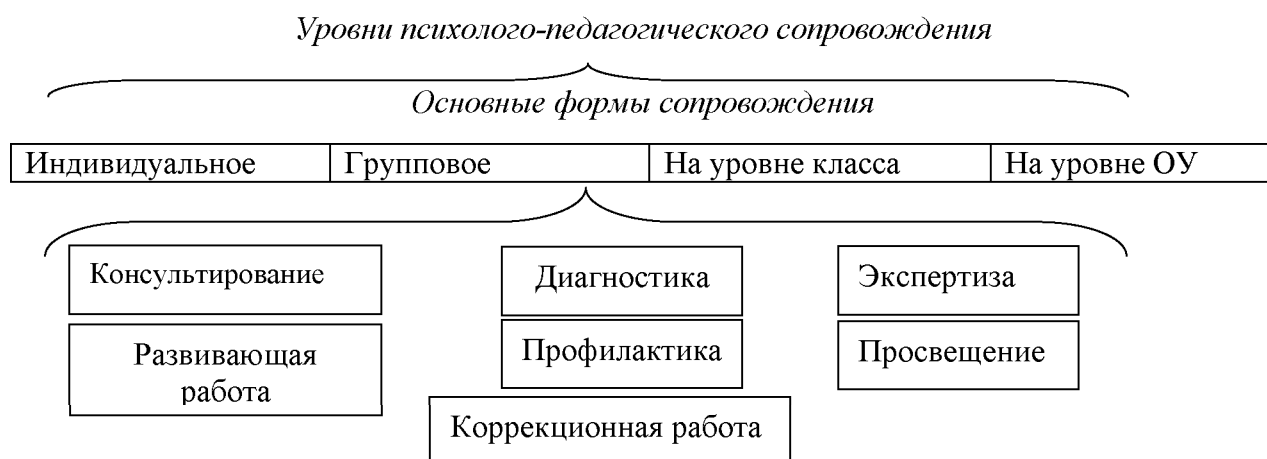 Уровни психолого-педагогического сопровождения
Основные формы сопровождения
Индивидуальное Групповое На уровне класса На уровне ОУ
Консультирование Диагностика Экспертиза
Развивающая
работа
Профилактика Просвещение
Коррекционная работа